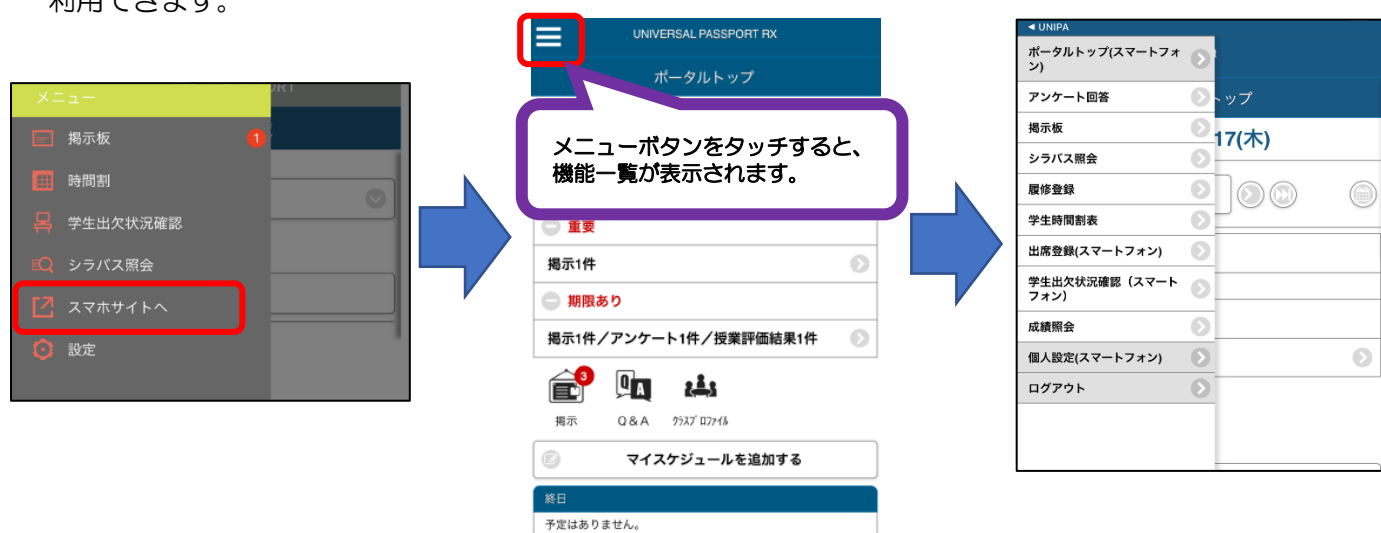 利用できます。
メニュー
掲示板
1
時間割
学生出欠状況確認
シラバス照会
スマホサイトへ
設定
UNIVERSAL PASSPORT RX
ポータルトップ
メニューボタンをタッチすると、
機能一覧が表示されます。
重要
掲示1件
期限あり
掲示1件/アンケート1件/授業評価結果1件
3
掲示
Q & A
クラスプロファイル
マイスケジュールを追加する
終日
予定はありません。
◄ UNIPA
ポータルトップ(スマートフォ
ン)
アンケート回答
掲示板
シラバス照会
履修登録
学生時間割表
出席登録(スマートフォン)
学生出欠状況確認（スマート
フォン）
成績照会
個人設定(スマートフォン)
ログアウト
トップ
17(木)